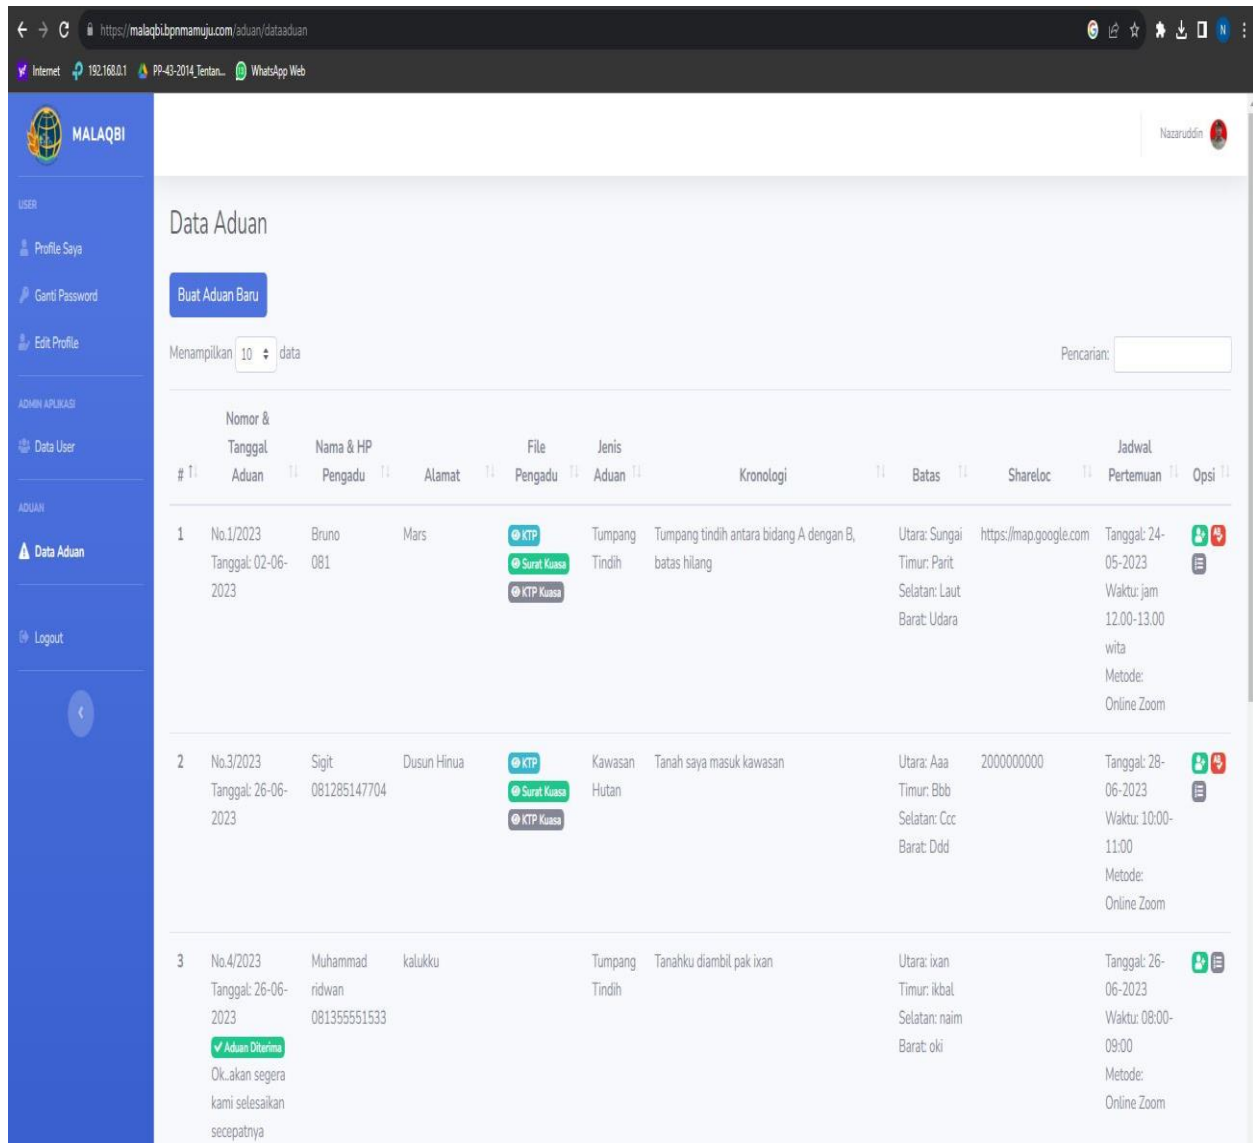 https://malaqbi.bpnmamuju.com/aduan/dataaduan
N
Internet 192.168.0.1 PP-43-2014_Tentan... WhatsApp Web
MALAQBI
Nazaruddin
USER
Profile Saya
Ganti Password
Edit Profile
ADMIN APLIKASI
Data User
ADUAN
Data Aduan
Logout
Data Aduan
Buat Aduan Baru
Menampilkan 10 data
Pencarian:
#
Nomor &
Tanggal
Aduan
Nama & HP
Pengadu
Alamat
File
Pengadu
Jenis
Aduan
Kronologi
Batas
Shareloc
Jadwal
Pertemuan
Opsi
1
No.1/2023
Tanggal: 02-06-
2023
Bruno
081
Mars
KTP
Surat Kuasa
KTP Kuasa
Tumpang
Tindih
Tumpang tindih antara bidang A dengan B,
batas hilang
Utara: Sungai
Timur: Parit
Selatan: Laut
Barat: Udara
https://map.google.com
Tanggal: 24-
05-2023
Waktu: jam
12.00-13.00
wita
Metode:
Online Zoom
2
No.3/2023
Tanggal: 26-06-
2023
Sigit
081285147704
Dusun Hinua
KTP
Surat Kuasa
KTP Kuasa
Kawasan
Hutan
Tanah saya masuk kawasan
Utara: Aaa
Timur: Bbb
Selatan: Ccc
Barat: Ddd
2000000000
Tanggal: 28-
06-2023
Waktu: 10:00-
11:00
Metode:
Online Zoom
3
No.4/2023
Tanggal: 26-06-
2023
Aduan Diterima
Ok..akan segera
kami selesaikan
secepatnya
Muhammad
ridwan
081355551533
kalukku
Tumpang
Tindih
Tanahku diambil pak ixan
Utara: ixan
Timur: ikbal
Selatan: naim
Barat: oki
Tanggal: 26-
06-2023
Waktu: 08:00-
09:00
Metode:
Online Zoom